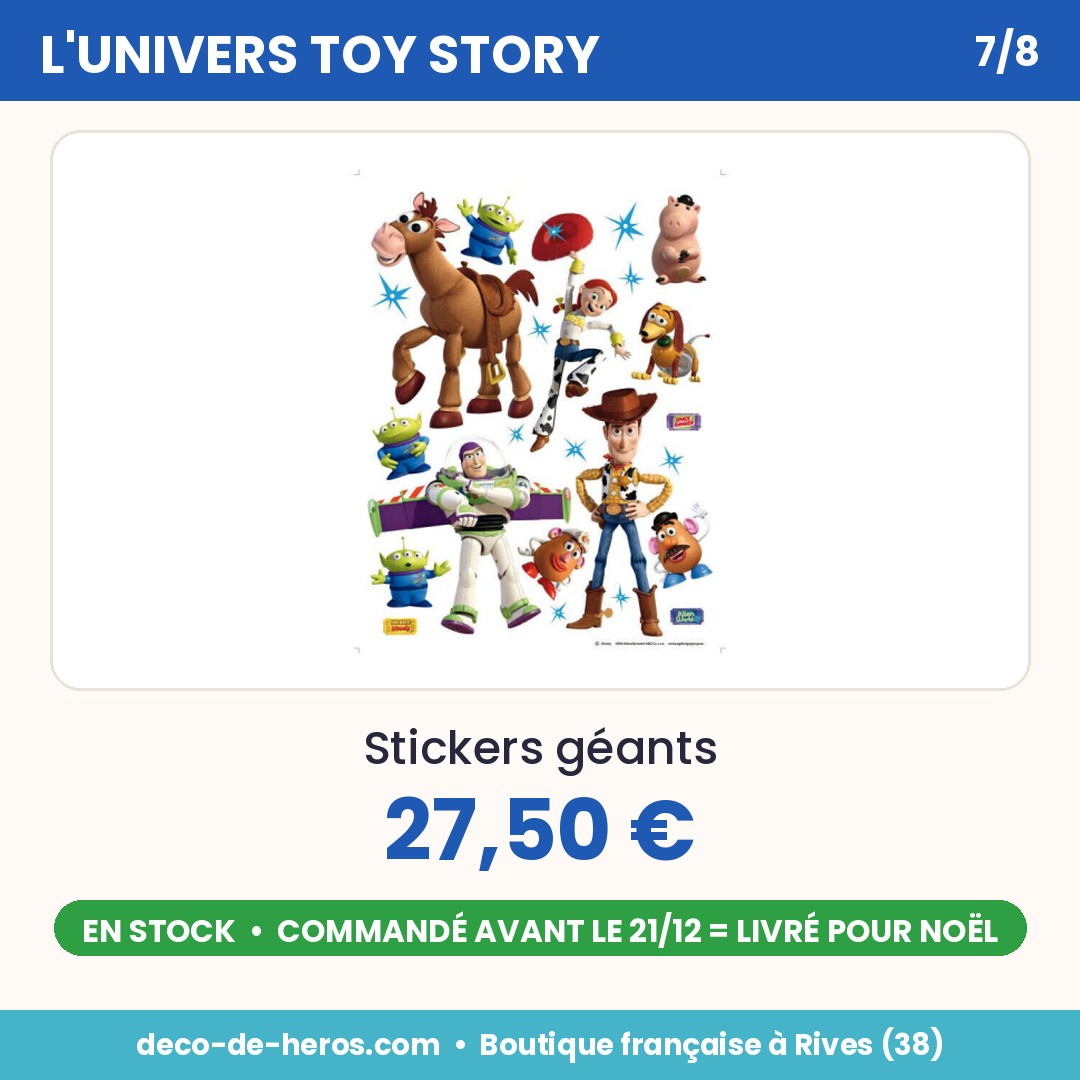 L'UNIVERS TOY STORY
7/8
Stickers géants
27,50 €
EN STOCK • COMMANDÉ AVANT LE 21/12 = LIVRÉ POUR NOËL
deco-de-heros.com • Boutique française à Rives (38)